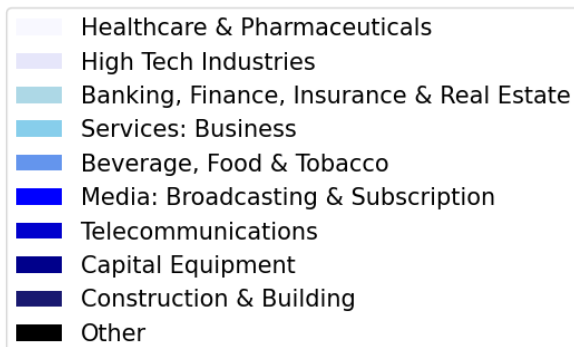 Healthcare & Pharmaceuticals
High Tech Industries
Banking, Finance, Insurance & Real Estate
Services: Business
Beverage, Food & Tobacco
Media: Broadcasting & Subscription
Telecommunications
Capital Equipment
Construction & Building
Other